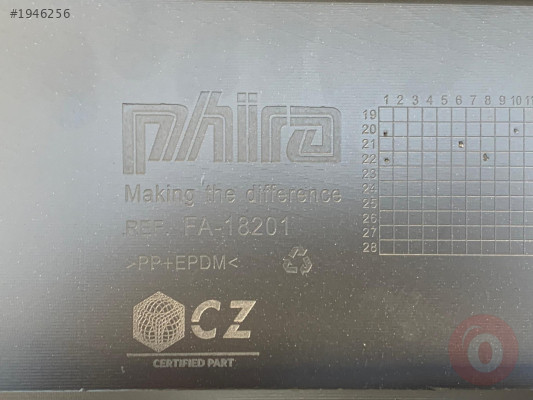 #1946256
phira
Making the difference
REF. FA-18201
>PP+EPDM<
CZ
CERTIFIED PART
1 2 3 4 5 6 7 8 9 10 11
19
20
21
22
23
24
25
26
27
28